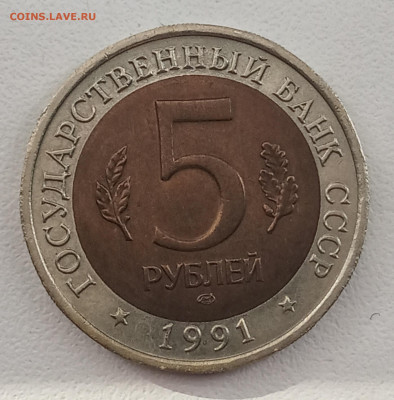 COINS.LAVE.RU
ГОСУДАРСТВЕННЫЙ БАНК СССР
5
РУБЛЕЙ
1991